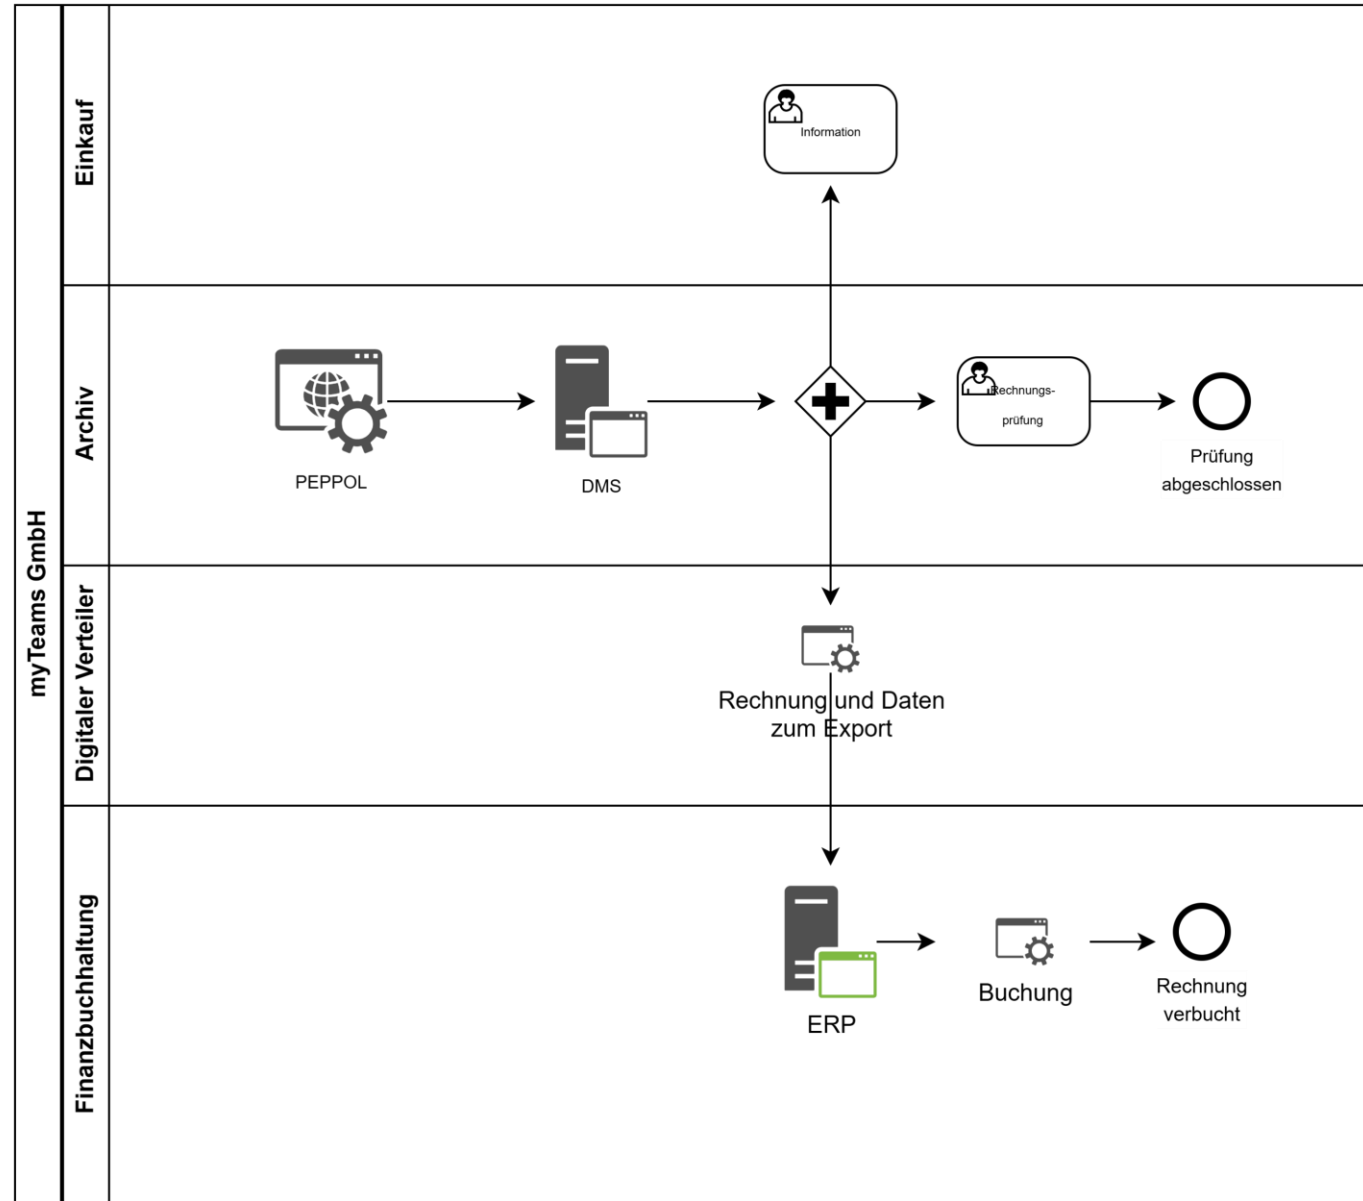 myTeams GmbH
Einkauf
Information
Archiv
PEPPOL
DMS
Rechnungs-
prüfung
Prüfung
abgeschlossen
Digitaler Verteiler
Rechnung und Daten
zum Export
Finanzbuchhaltung
ERP
Buchung
Rechnung
verbucht